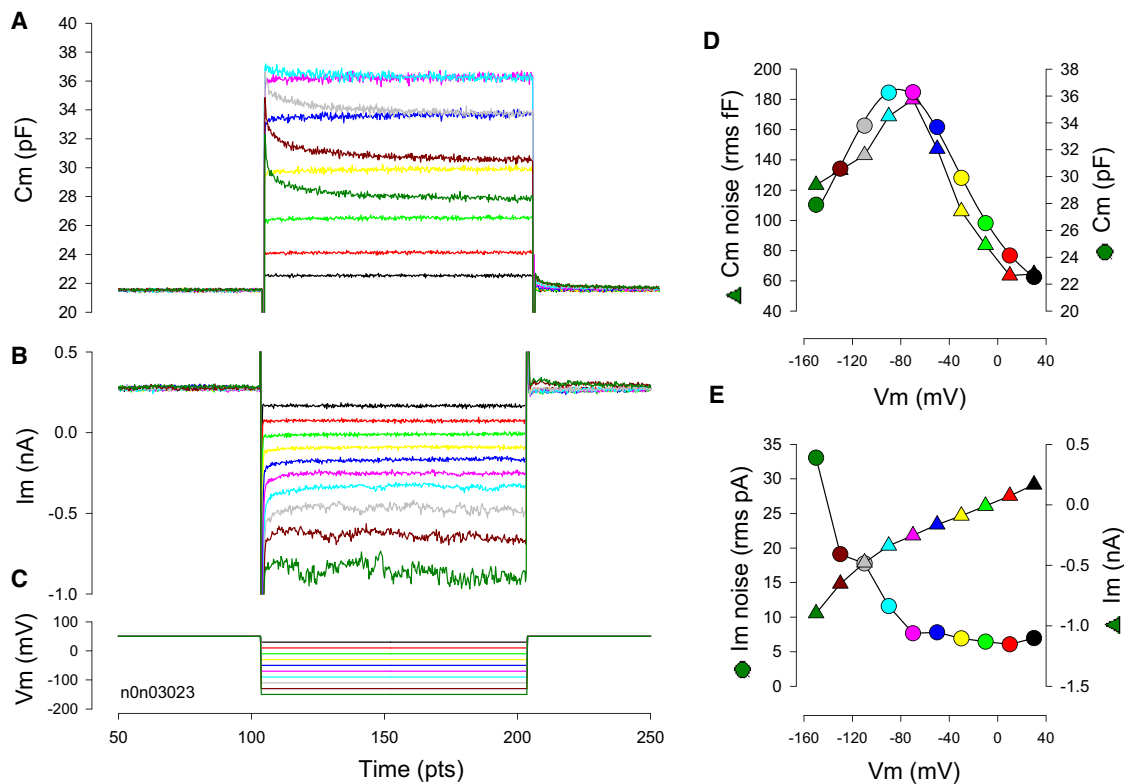 A
40
38
36
34
32
30
28
26
24
22
20
Cm (pF)
B
0.5
0.0
-0.5
-1.0
Im (nA)
C
100
0
-100
-200
Vm (mV)
n0n03023
50 100 150 200 250
Time (pts)
D
200
180
160
140
120
100
80
60
40
Cm noise (rms fF)
38
36
34
32
30
28
26
24
22
20
Cm (pF)
-160 -120 -80 -40 0 40
Vm (mV)
E
35
30
25
20
15
10
5
0
Im noise (rms pA)
0.5
0.0
-0.5
-1.0
-1.5
Im (nA)
-160 -120 -80 -40 0 40
Vm (mV)